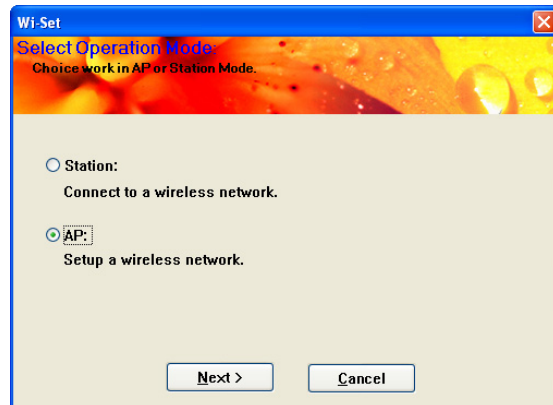 Wi-Set
Select Operation Mode:
Choice work in AP or Station Mode.
Station:
Connect to a wireless network.
AP:
Setup a wireless network.
Next >
Cancel